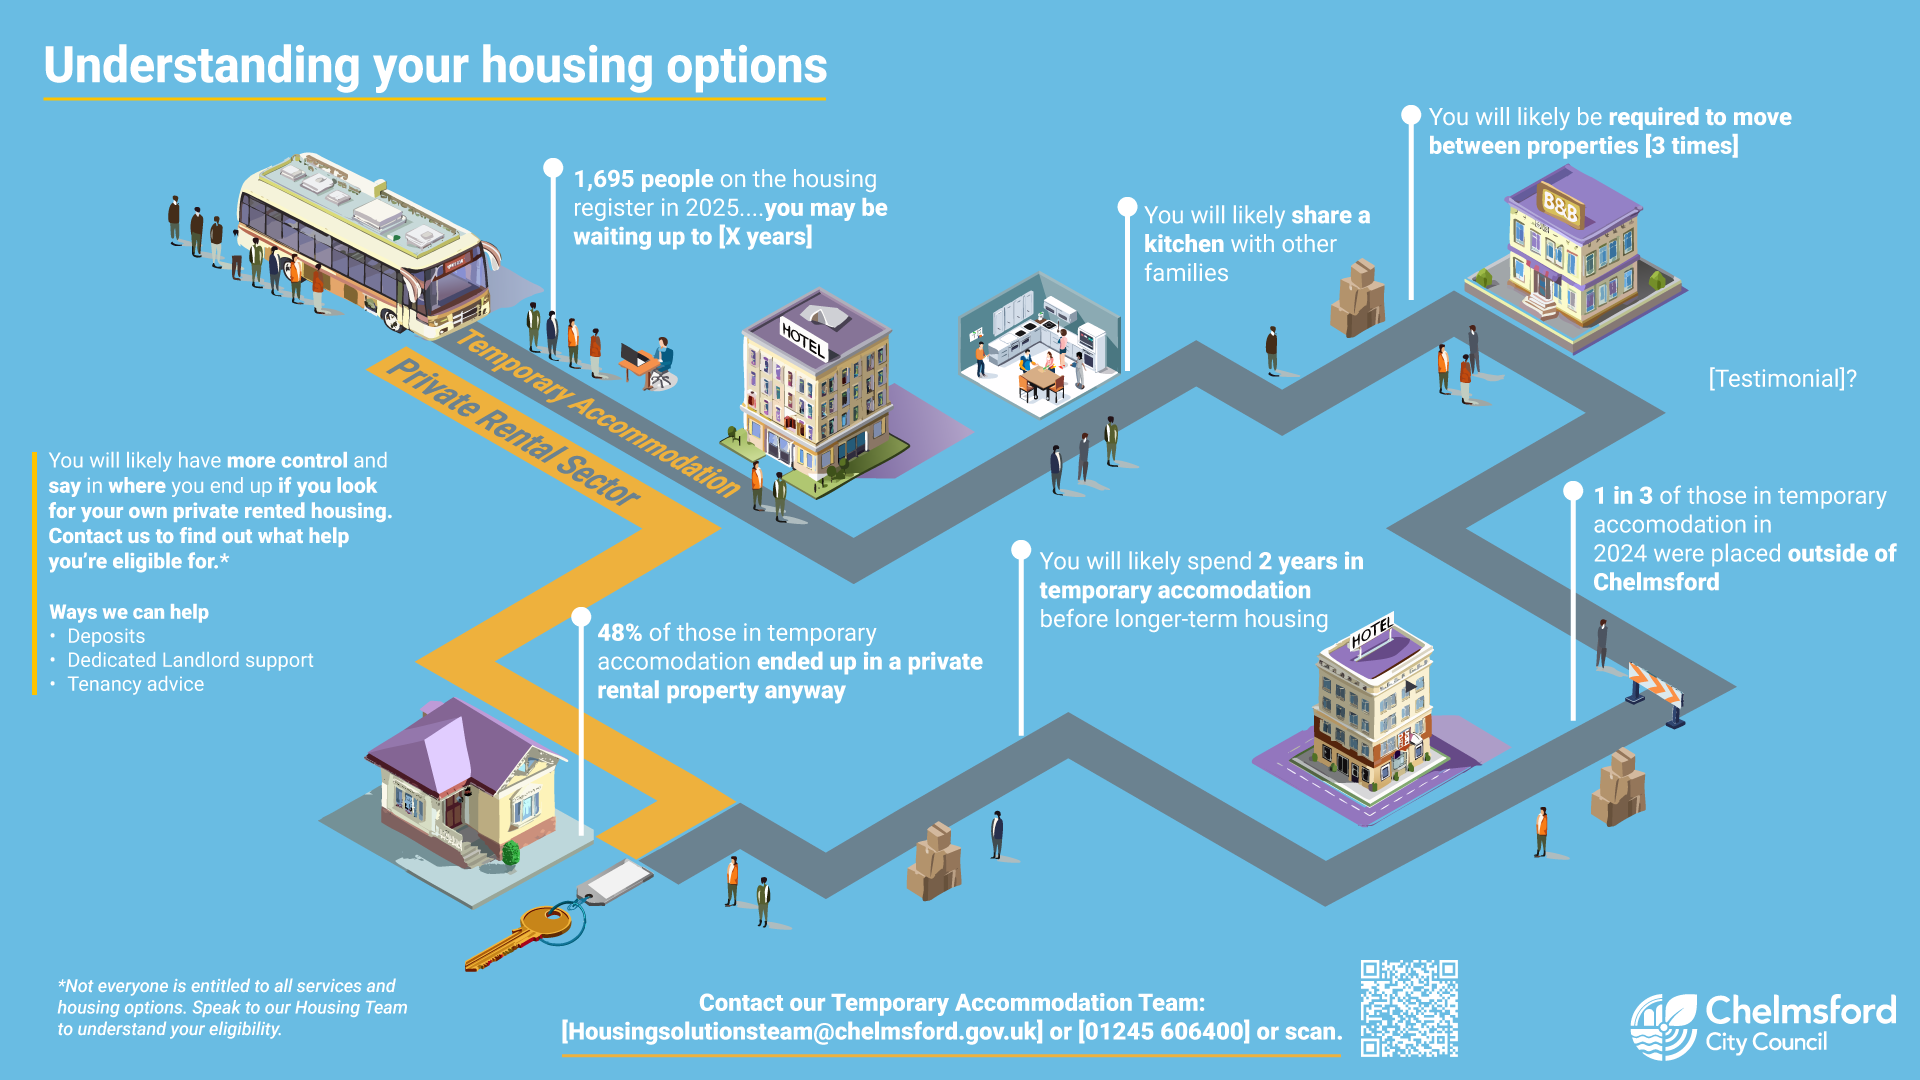 Understanding your housing options
1,695 people on the housing
register in 2025....you may be
waiting up to [X years]
You will likely share a
kitchen with other
families
You will likely be required to move
between properties [3 times]
B&B
HOTEL
Temporary Accommodation
Private Rental Sector
[Testimonial]?
You will likely have more control and
say in where you end up if you look
for your own private rented housing.
Contact us to find out what help
you're eligible for.*
Ways we can help
• Deposits
• Dedicated Landlord support
• Tenancy advice
1 in 3 of those in temporary
accomodation in
2024 were placed outside of
Chelmsford
You will likely spend 2 years in
temporary accomodation
before longer-term housing
HOTEL
48% of those in temporary
accomodation ended up in a private
rental property anyway
*Not everyone is entitled to all services and
housing options. Speak to our Housing Team
to understand your eligibility.
Contact our Temporary Accommodation Team:
[Housingsolutionsteam@chelmsford.gov.uk] or [01245 606400] or scan.
Chelmsford
City Council